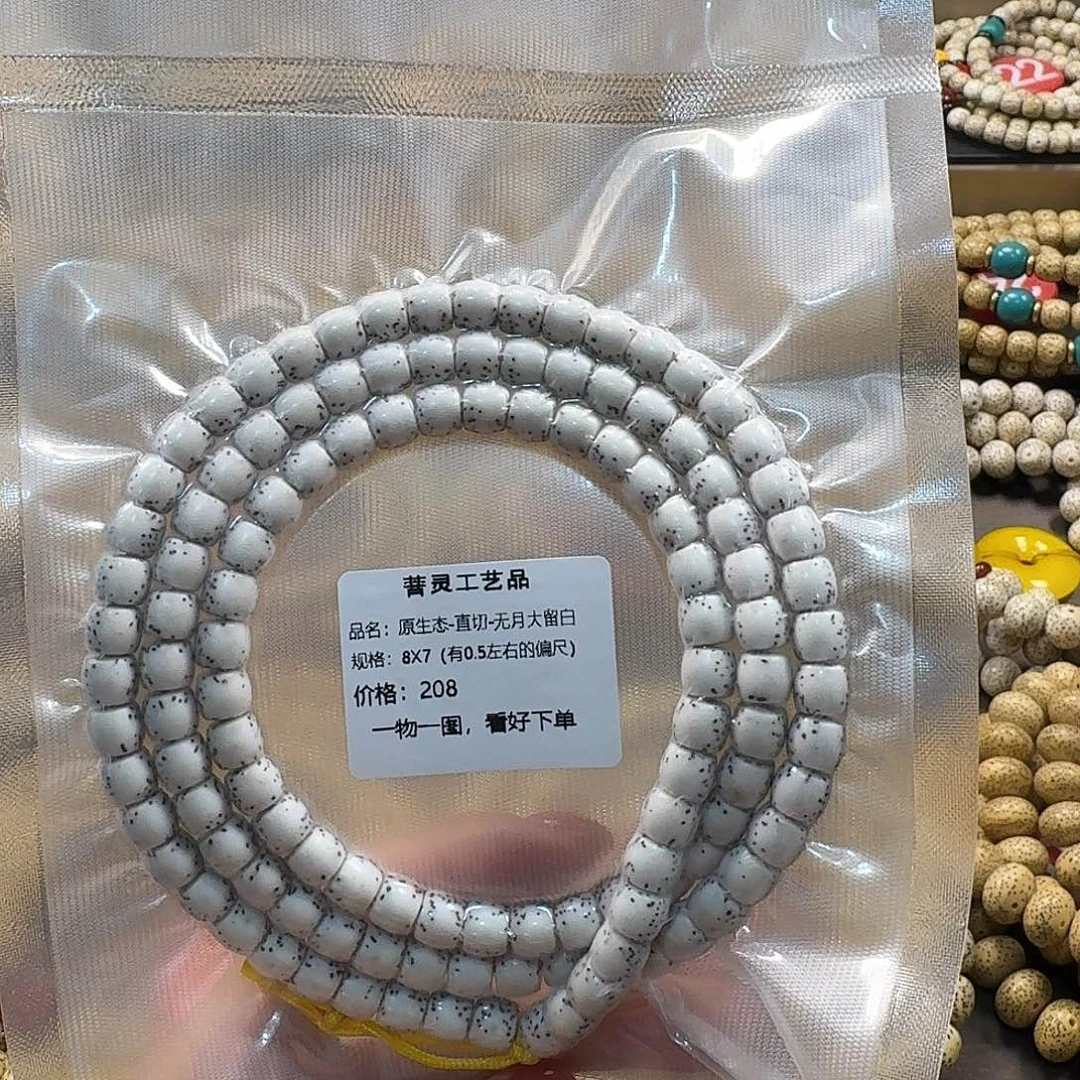 菩灵工艺品
品名：原生态-直切-无月大留白
规格：8X7（有0.5左右的偏尺）
价格：208
一物一图，看好下单
22